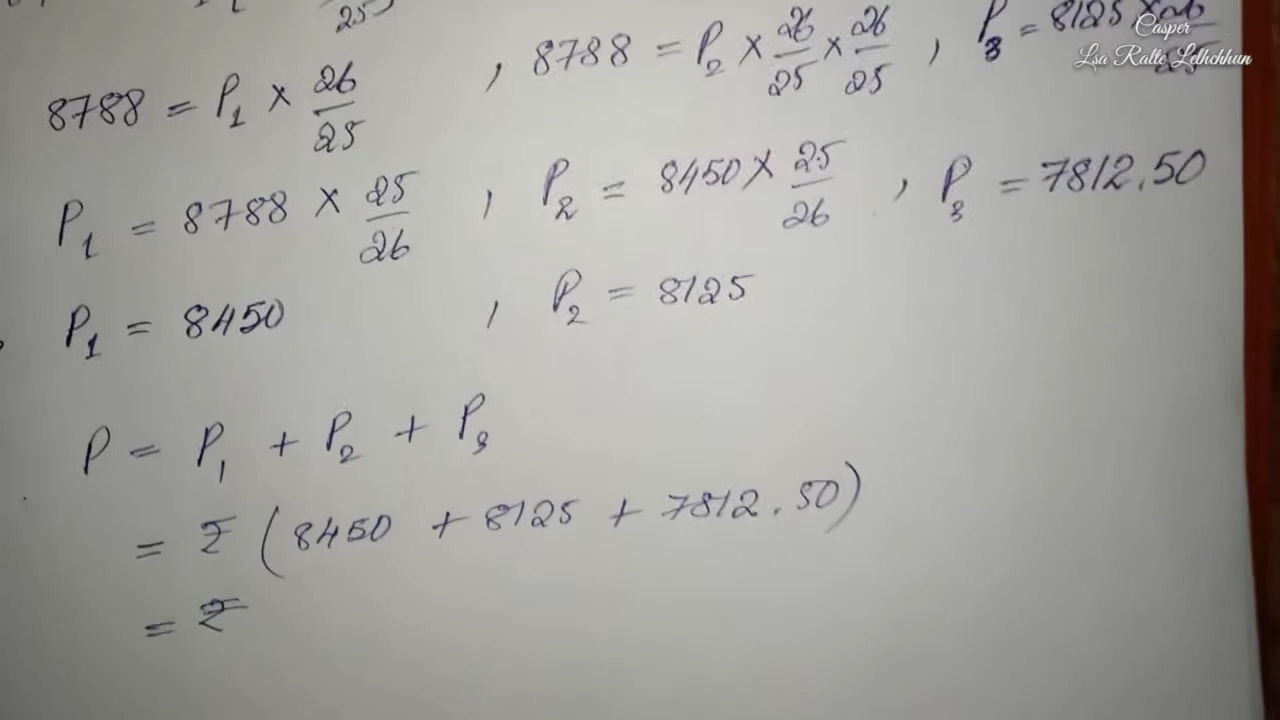 25
8788 = P₁ × 26/25 , 8788 = P₂ × 26/25 × 26/25 , P₃ = 8125 × 26/25
Casper
Lsa Ralte Lethchhun
P₁ = 8788 × 25/26 , P₂ = 8450 × 25/26 , P₃ = 7812.50
P₁ = 8450 , P₂ = 8125
P = P₁ + P₂ + P₃
= ₹ (8450 + 8125 + 7812.50)
= ₹